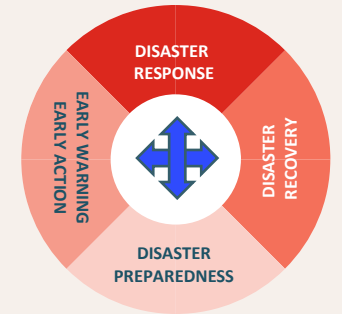 DISASTER
RESPONSE
EARLY WARNING
EARLY ACTION
DISASTER
RECOVERY
DISASTER
PREPAREDNESS